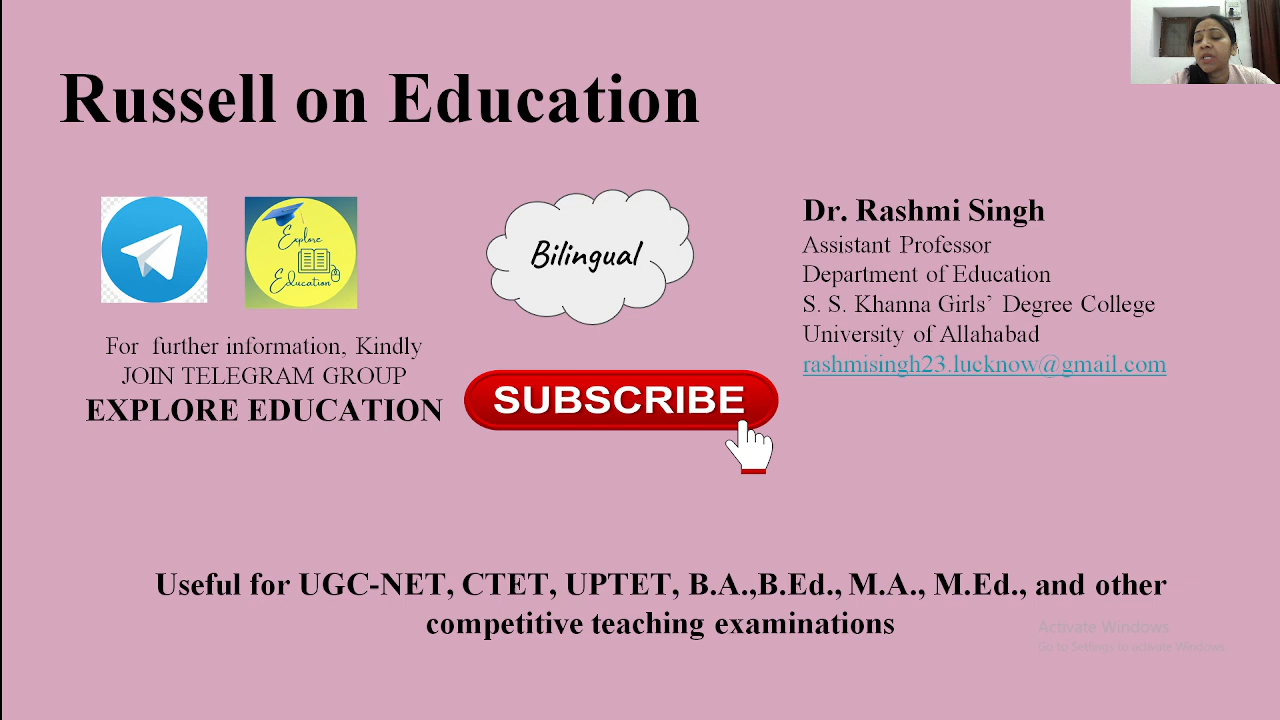 Russell on Education
Explore
Education
For further information, Kindly
JOIN TELEGRAM GROUP
EXPLORE EDUCATION
Bilingual
SUBSCRIBE
Dr. Rashmi Singh
Assistant Professor
Department of Education
S. S. Khanna Girls’ Degree College
University of Allahabad
rashmisingh23.lucknow@gmail.com
Useful for UGC-NET, CTET, UPTET, B.A.,B.Ed., M.A., M.Ed., and other
competitive teaching examinations
Activate Windows
Go to Settings to activate Windows.